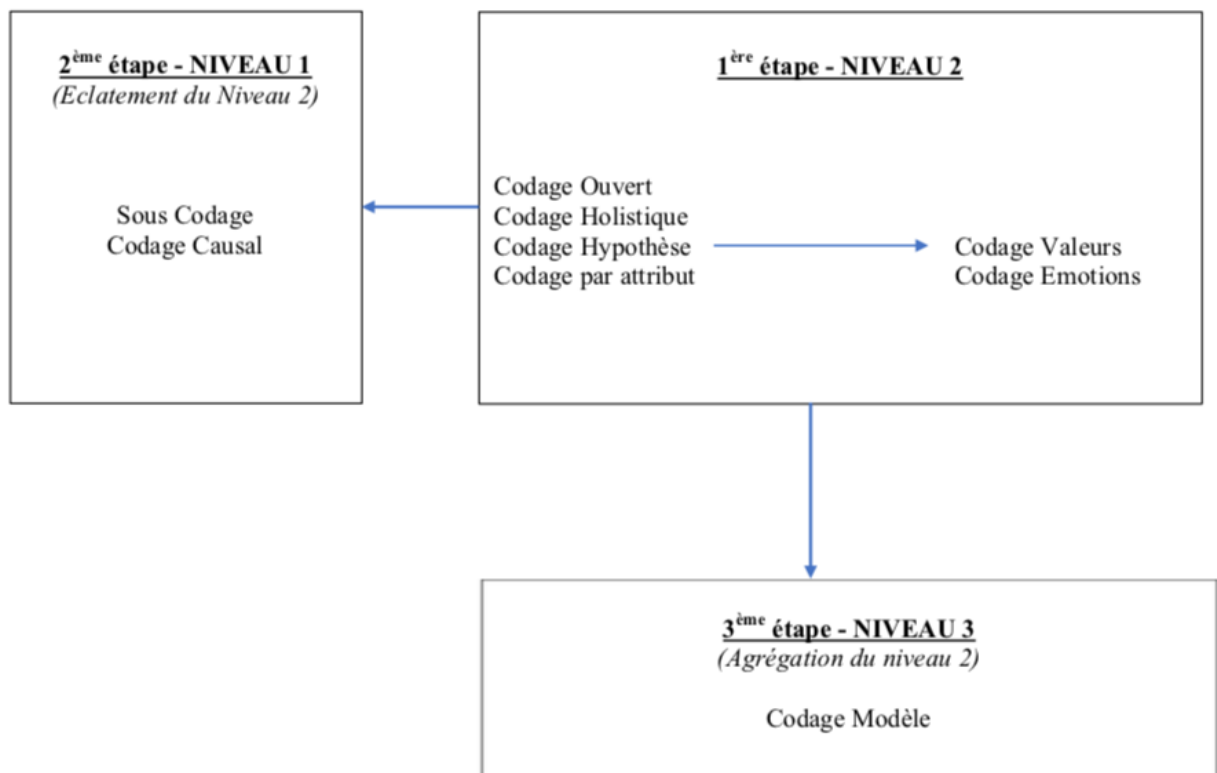 2ème étape - NIVEAU 1
(Eclatement du Niveau 2)
Sous Codage
Codage Causal
1ère étape - NIVEAU 2
Codage Ouvert
Codage Holistique
Codage Hypothèse
Codage par attribut
Codage Valeurs
Codage Emotions
3ème étape - NIVEAU 3
(Agrégation du niveau 2)
Codage Modèle